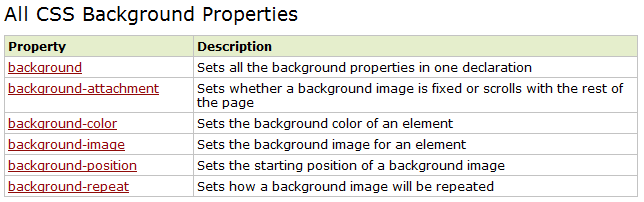 All CSS Background Properties
Property Description
background Sets all the background properties in one declaration
background-attachment Sets whether a background image is fixed or scrolls with the rest of
the page
background-color Sets the background color of an element
background-image Sets the background image for an element
background-position Sets the starting position of a background image
background-repeat Sets how a background image will be repeated